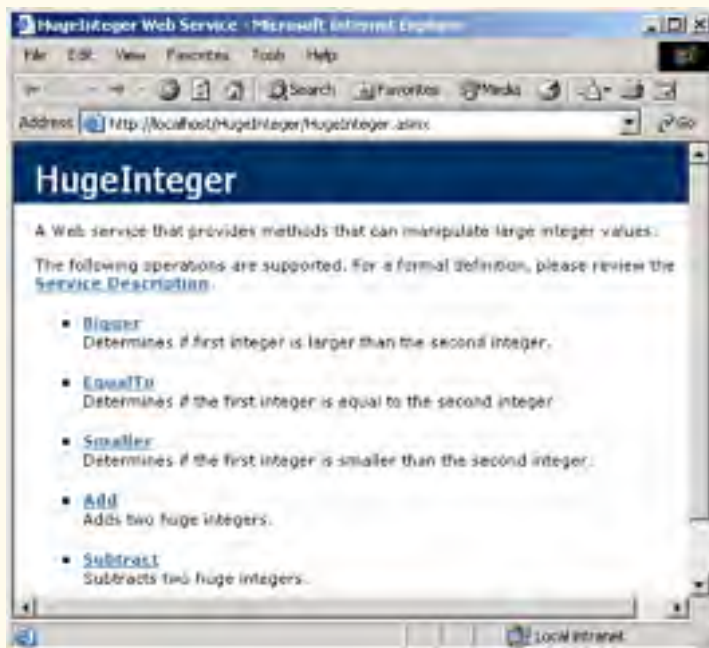 HugeInteger Web Service - Microsoft Internet Explorer
File Edit View Favorites Tools Help
Search Favorites Media
Address http://localhost/HugeInteger/HugeInteger.asmx Go
HugeInteger
A Web service that provides methods that can manipulate large integer values.
The following operations are supported. For a formal definition, please review the
Service Description.
Bigger
Determines if first integer is larger than the second integer.
EqualTo
Determines if the first integer is equal to the second integer
Smaller
Determines if the first integer is smaller than the second integer.
Add
Adds two huge integers.
Subtract
Subtracts two huge integers.
Local intranet